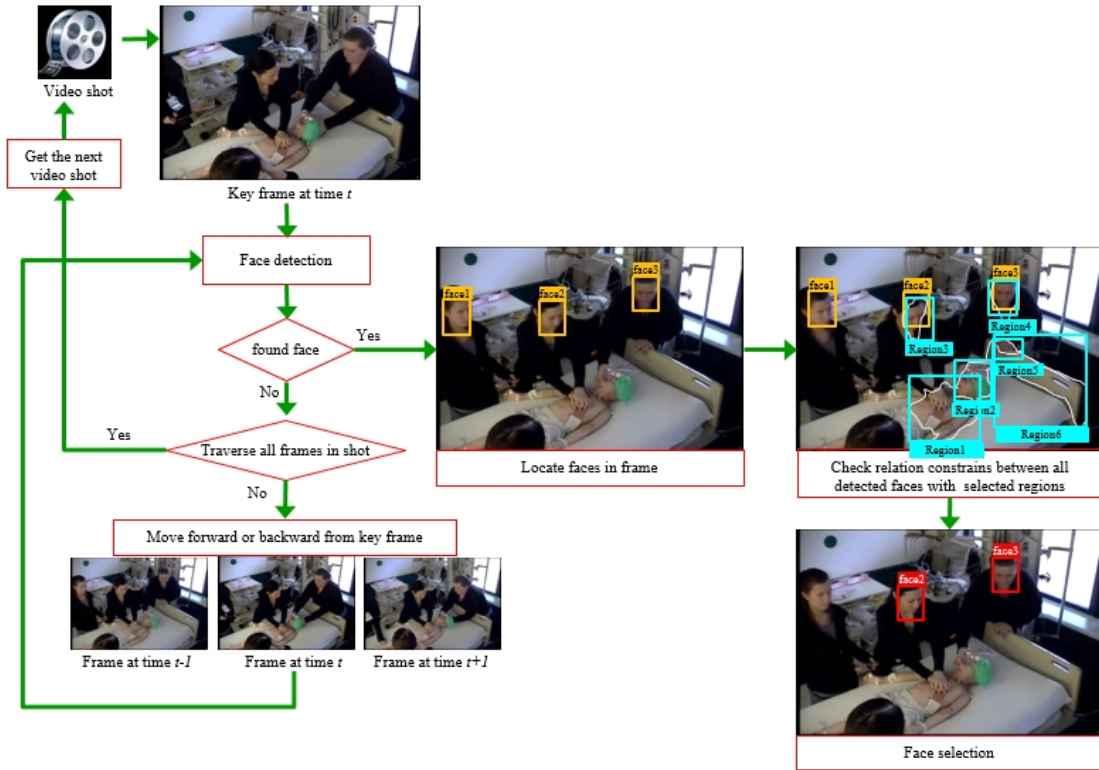 Video shot
Get the next
video shot
Key frame at time t
Face detection
found face
Yes
No
Yes
Traverse all frames in shot
No
Move forward or backward from key frame
Frame at time t-1
Frame at time t
Frame at time t+1
face1
face2
face3
Locate faces in frame
face1
face2
face3
Region3
Region4
Region5
Region2
Region1
Region6
Check relation constrains between all
detected faces with selected regions
face2
face3
Face selection